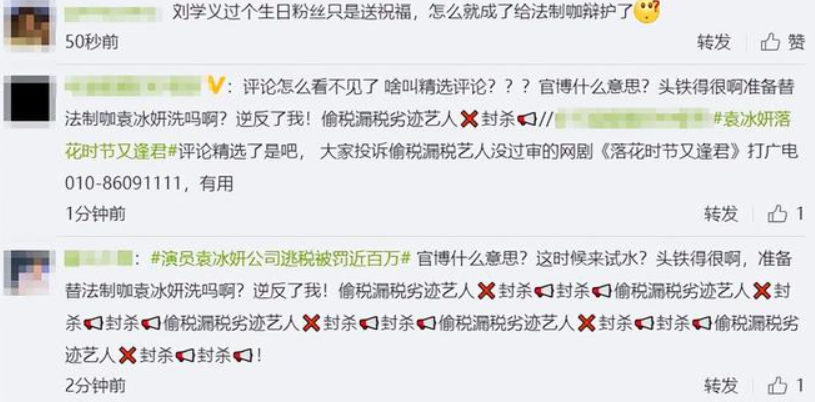 刘学义过个生日粉丝只是送祝福，怎么就成了给法制咖辩护了
50秒前
转发 赞
：评论怎么看不见了 啥叫精选评论？？？官博什么意思？头铁得很啊准备替
法制咖袁冰妍洗吗啊？逆反了我！偷税漏税劣迹艺人❌封杀📢// #袁冰妍落
花时节又逢君#评论精选了是吧， 大家投诉偷税漏税艺人没过审的网剧《落花时节又逢君》打广电
010-86091111，有用
1分钟前
转发 1
：#演员袁冰妍公司逃税被罚近百万# 官博什么意思？这时候来试水？头铁得很啊，准备
替法制咖袁冰妍洗吗啊？逆反了我！偷税漏税劣迹艺人❌封杀📢封杀📢偷税漏税劣迹艺人❌封
杀📢封杀📢偷税漏税劣迹艺人❌封杀📢封杀📢偷税漏税劣迹艺人❌封杀📢封杀📢偷税漏税劣
迹艺人❌封杀📢封杀📢！
2分钟前
转发 1